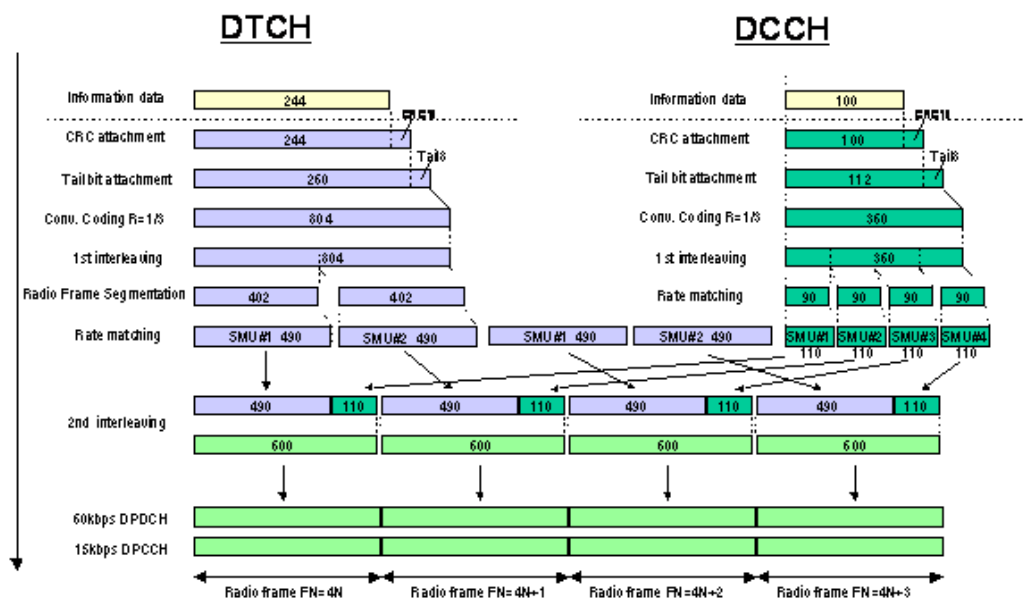 DTCH DCCH
Information data 244 Information data 100
CRC attachment 244 CRC attachment 100
Tail8 Tail8
Tail bit attachment 260 Tail bit attachment 112
Conv. Coding R=1/3 804 Conv. Coding R=1/3 360
1st interleaving 804 1st interleaving 360
Radio Frame Segmentation 402 402 Rate matching 90 90 90 90
Rate matching SMU#1 490 SMU#2 490 SMU#1 490 SMU#2 490 SMU#1 SMU#2 SMU#3 SMU#4
110 110 110 110
490 110 490 110 490 110 490 110
2nd interleaving
600 600 600 600
60kbps DPDCH
15kbps DPCCH
Radio frame FN=4N Radio frame FN=4N+1 Radio frame FN=4N+2 Radio frame FN=4N+3